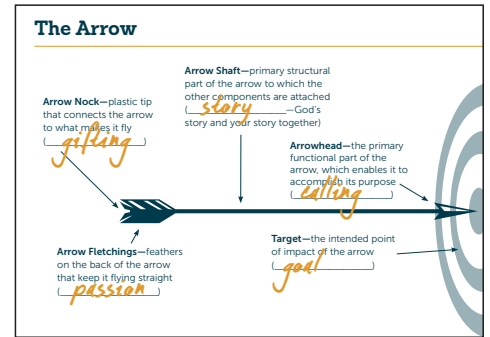 The Arrow
Arrow Shaft—primary structural
part of the arrow to which the
other components are attached
(story—God's
story and your story together)
Arrow Nock—plastic tip
that connects the arrow
to what makes it fly
(gifting)
Arrowhead—the primary
functional part of the
arrow, which enables it to
accomplish its purpose
(calling)
Arrow Fletchings—feathers
on the back of the arrow
that keep it flying straight
(passion)
Target—the intended point
of impact of the arrow
(goal)